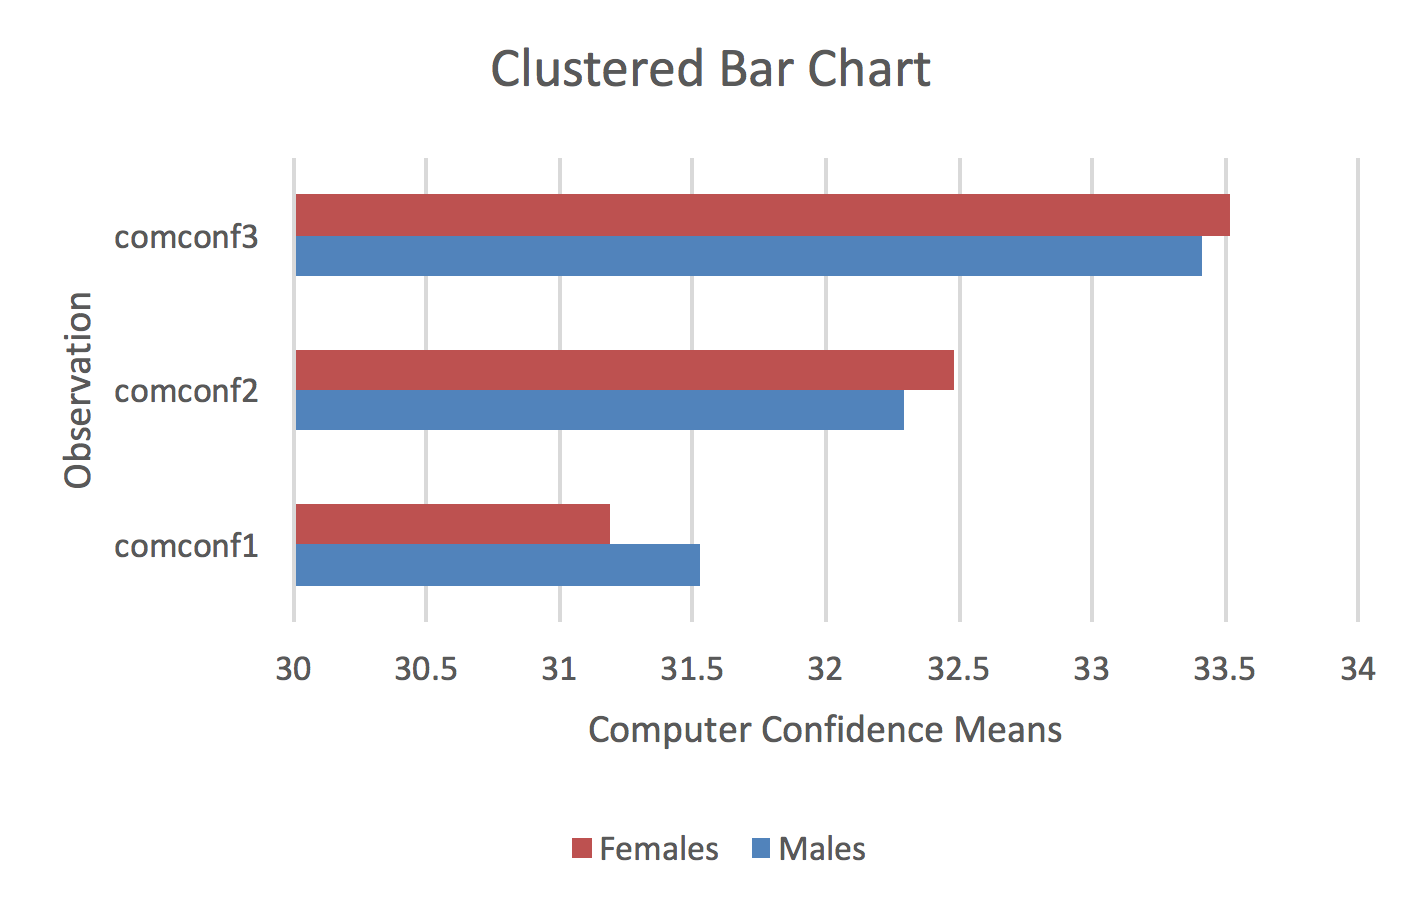 Clustered Bar Chart
comconf3
comconf2
comconf1
Observation
30 30.5 31 31.5 32 32.5 33 33.5 34
Computer Confidence Means
Females Males